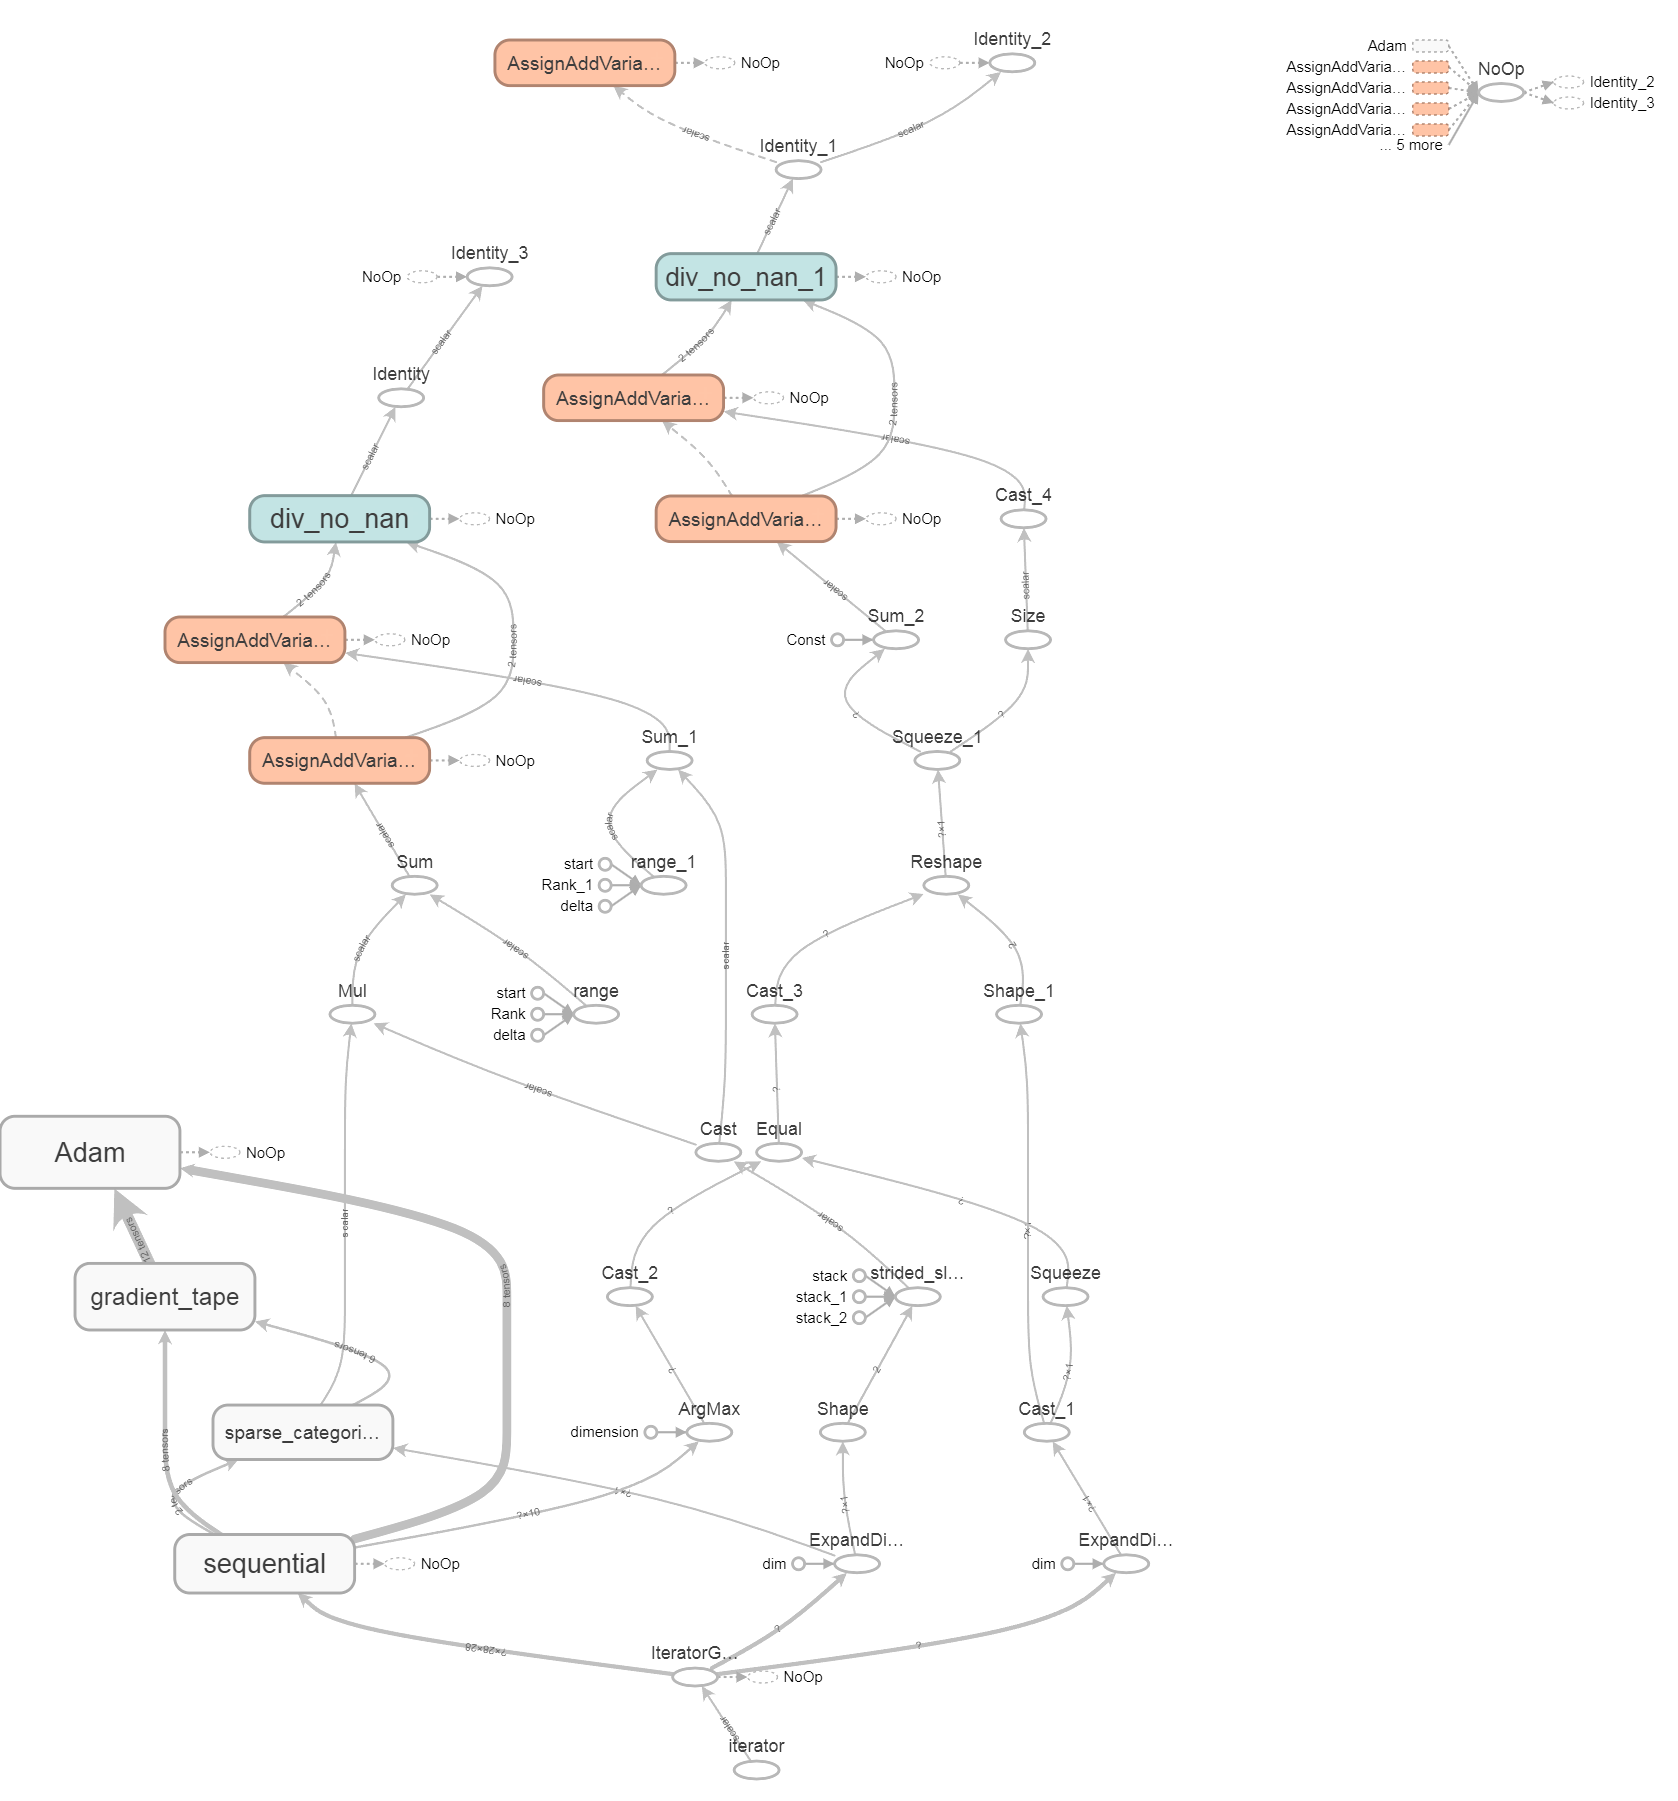 Identity_2
AssignAddVaria…
NoOp
NoOp
Adam
AssignAddVaria…
AssignAddVaria…
AssignAddVaria…
AssignAddVaria…
... 5 more
NoOp
Identity_2
Identity_3
scalar
scalar
Identity_1
scalar
Identity_3
NoOp
div_no_nan_1
NoOp
scalar
2 tensors
Identity
AssignAddVaria…
NoOp
2 tensors
scalar
scalar
Cast_4
div_no_nan
NoOp
AssignAddVaria…
NoOp
2 tensors
scalar
scalar
Sum_2
Size
AssignAddVaria…
NoOp
2 tensors
Const
scalar
?
?
Sum_1
Squeeze_1
AssignAddVaria…
NoOp
scalar
scalar
?×1
Sum
start
range_1
Rank_1
delta
Reshape
scalar
scalar
scalar
?
2
Mul
start
range
Rank
delta
Cast_3
Shape_1
scalar
?
Cast
Equal
Adam
NoOp
?
scalar
?
scalar
12 tensors
?×1
Cast_2
stack
strided_sl…
stack_1
stack_2
Squeeze
gradient_tape
8 tensors
6 tensors
?
2
?×1
ArgMax
Shape
Cast_1
dimension
sparse_categori…
8 tensors
2 tensors
?×1
?×10
?×1
?×1
ExpandDi…
ExpandDi…
sequential
NoOp
dim
dim
?×28×28
?
?
IteratorG…
NoOp
scalar
iterator